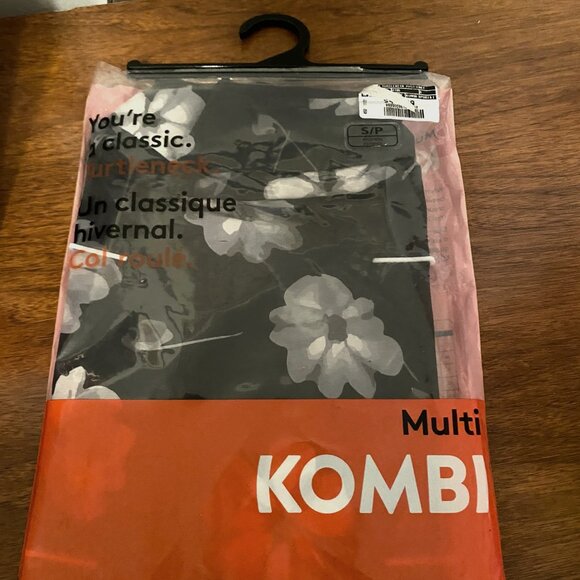 You're
a classic.
turtleneck.
Un classique
hivernal.
Col roulé.
S/P
Multi
KOMBI